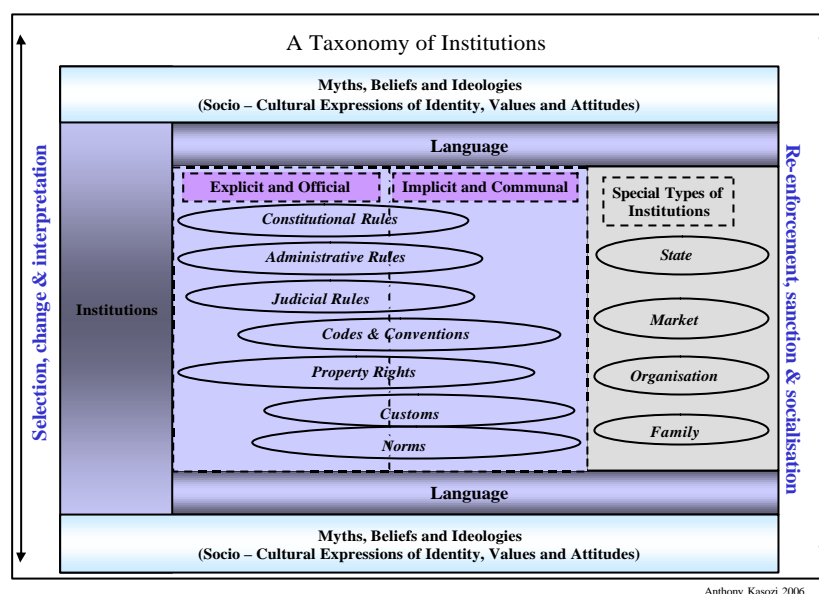 A Taxonomy of Institutions
Myths, Beliefs and Ideologies
(Socio – Cultural Expressions of Identity, Values and Attitudes)
Selection, change & interpretation
Language
Re-enforcement, sanction & socialisation
Institutions
Explicit and Official
Implicit and Communal
Special Types of
Institutions
Constitutional Rules
Administrative Rules
Judicial Rules
Codes & Conventions
Property Rights
Customs
Norms
State
Market
Organisation
Family
Language
Myths, Beliefs and Ideologies
(Socio – Cultural Expressions of Identity, Values and Attitudes)
Anthony Kasozi 2006